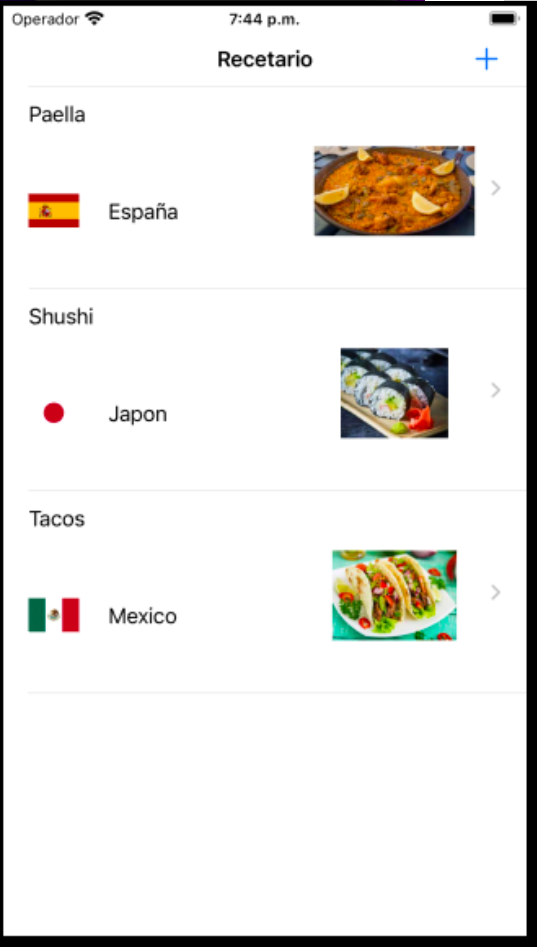 Operador 7:44 p.m.
Recetario +
Paella
España
Shushi
Japon
Tacos
Mexico